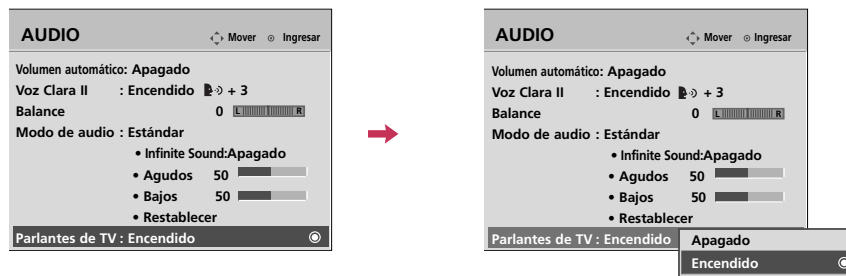 AUDIO Mover Ingresar
Volumen automático: Apagado
Voz Clara II : Encendido + 3
Balance 0 L R
Modo de audio : Estándar
• Infinite Sound:Apagado
• Agudos 50
• Bajos 50
• Restablecer
Parlantes de TV : Encendido
AUDIO Mover Ingresar
Volumen automático: Apagado
Voz Clara II : Encendido + 3
Balance 0 L R
Modo de audio : Estándar
• Infinite Sound:Apagado
• Agudos 50
• Bajos 50
• Restablecer
Parlantes de TV : Encendido
Apagado
Encendido